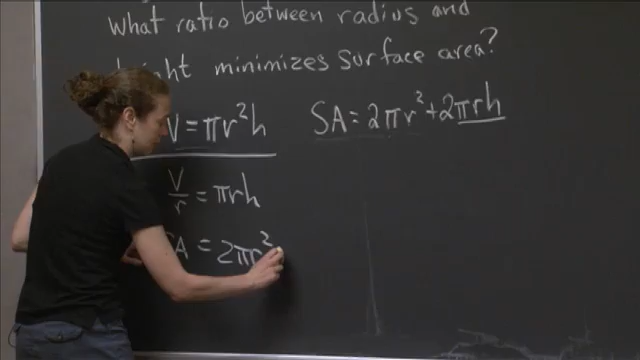 what ratio between radius and
height minimizes surface area?
V = πr²h
SA = 2πr² + 2πrh
V/r = πrh
SA = 2πr²